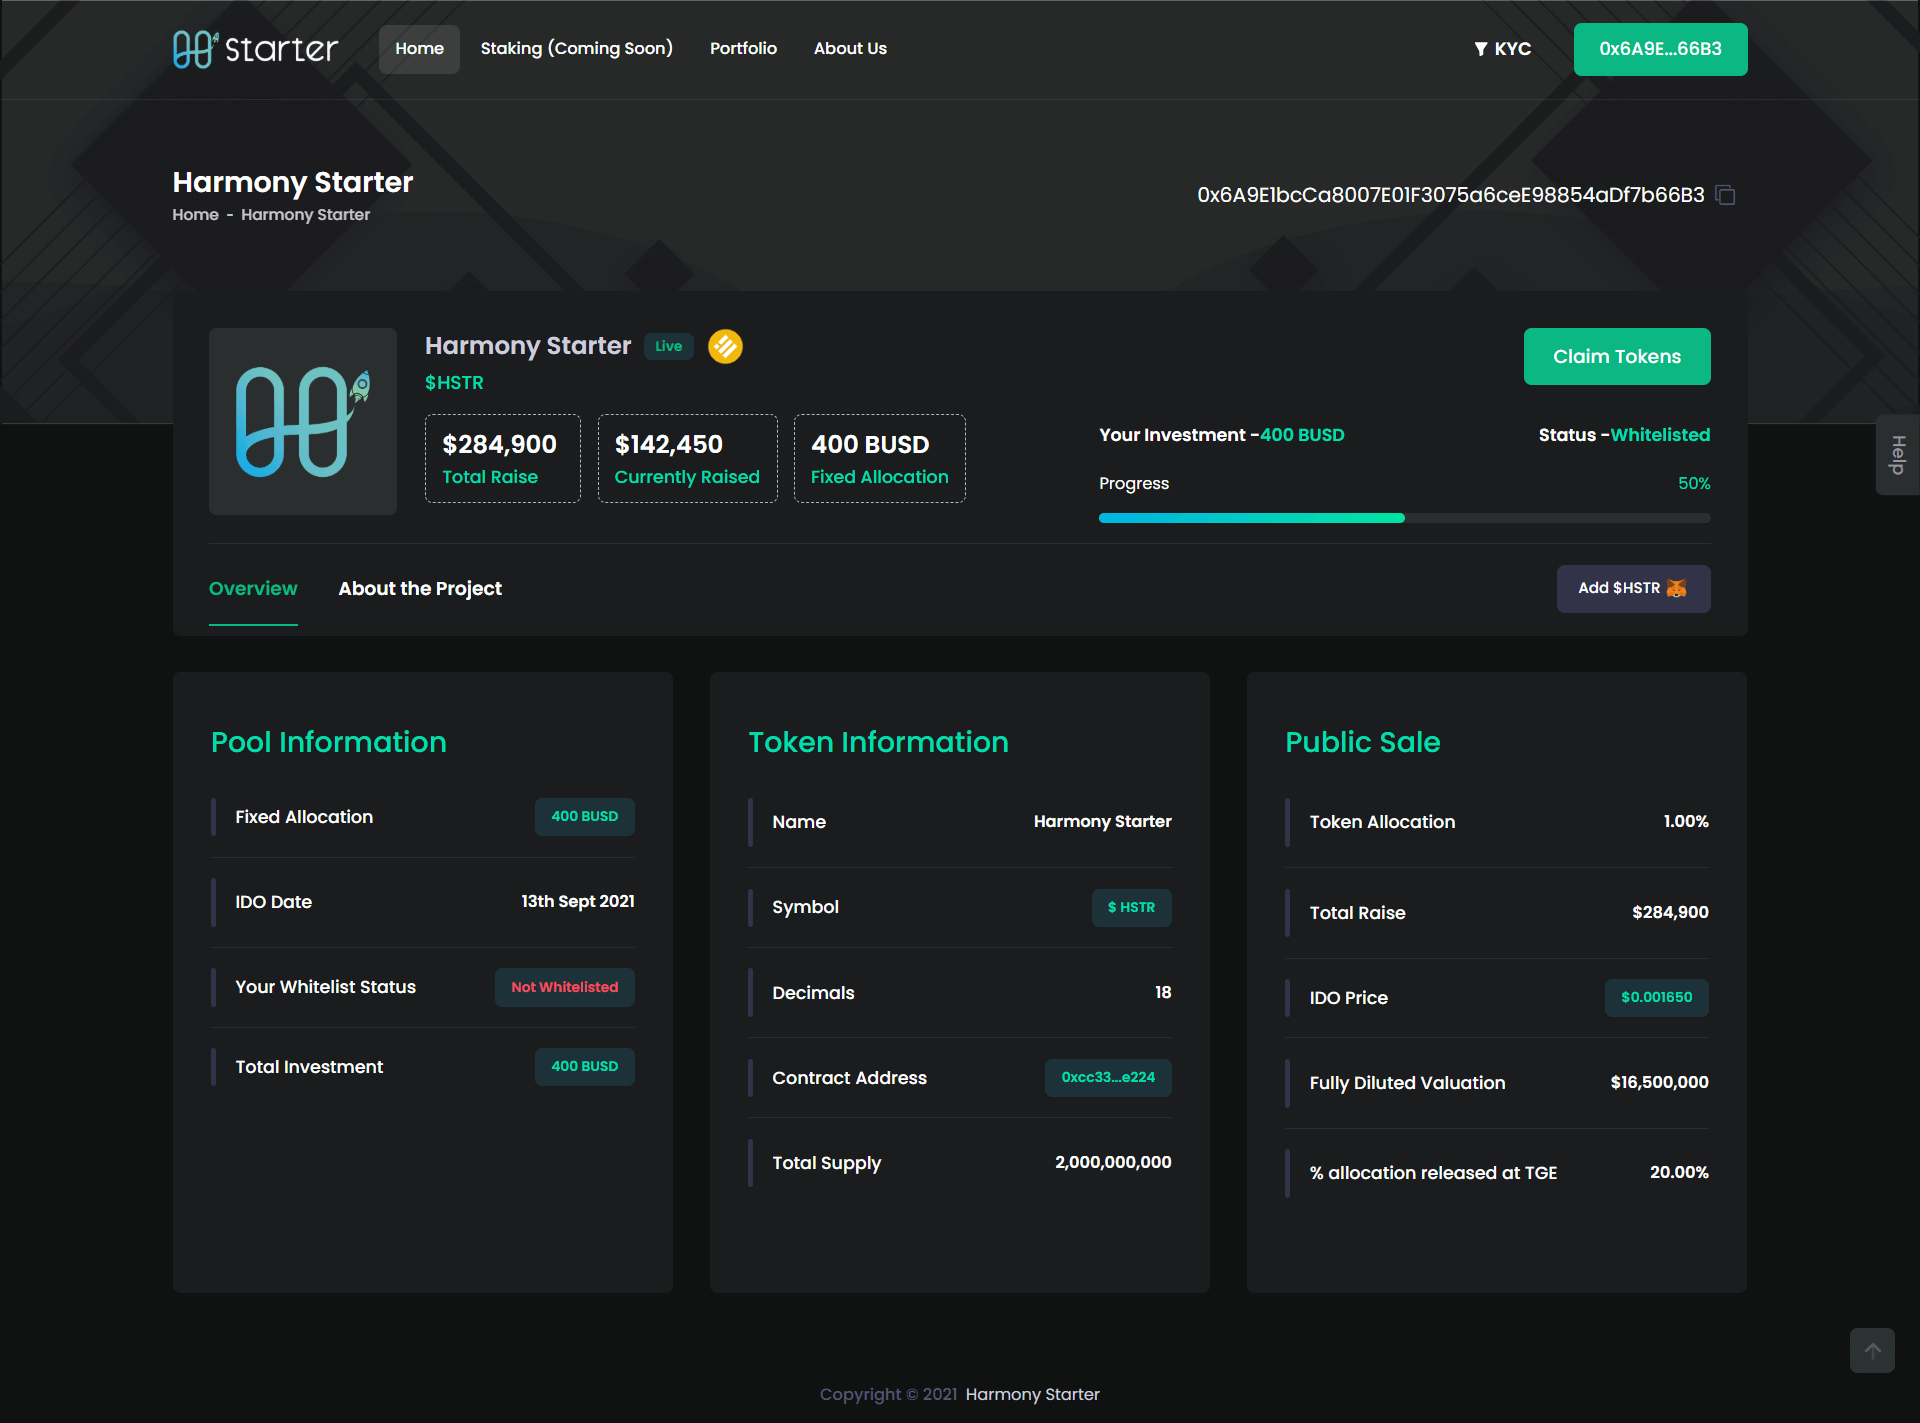 Starter
Home
Staking (Coming Soon)
Portfolio
About Us
KYC
0x6A9E...66B3
Harmony Starter
Home - Harmony Starter
0x6A9E1bcCa8007E01F3075a6ceE98854aDf7b66B3
Harmony Starter
Live
$HSTR
$284,900
Total Raise
$142,450
Currently Raised
400 BUSD
Fixed Allocation
Claim Tokens
Your Investment -400 BUSD
Status -Whitelisted
Progress
50%
Help
Overview
About the Project
Add $HSTR
Pool Information
Fixed Allocation
400 BUSD
IDO Date
13th Sept 2021
Your Whitelist Status
Not Whitelisted
Total Investment
400 BUSD
Token Information
Name
Harmony Starter
Symbol
$ HSTR
Decimals
18
Contract Address
0xcc33...e224
Total Supply
2,000,000,000
Public Sale
Token Allocation
1.00%
Total Raise
$284,900
IDO Price
$0.001650
Fully Diluted Valuation
$16,500,000
% allocation released at TGE
20.00%
Copyright © 2021 Harmony Starter